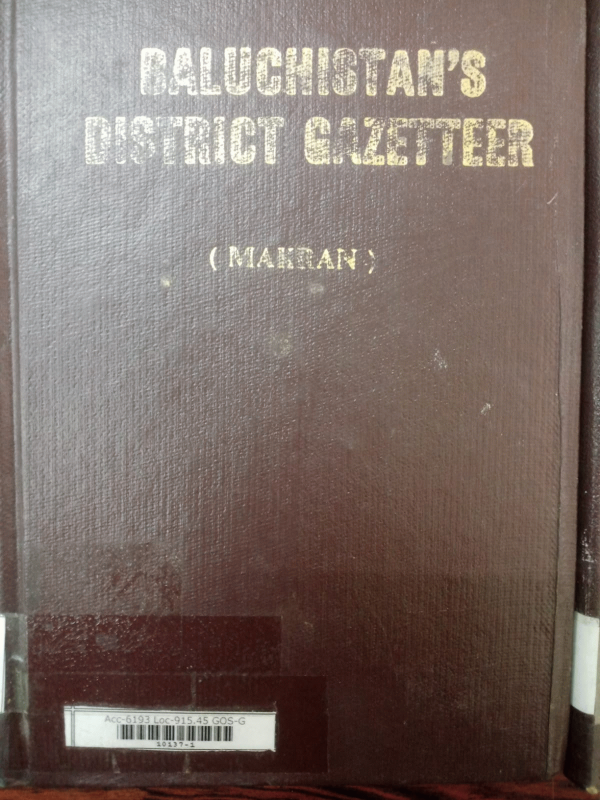 BALUCHISTAN'S
DISTRICT GAZETTEER
( MAKRAN )
Acc-6193 Loc-915.45 GOS-G
10137-1